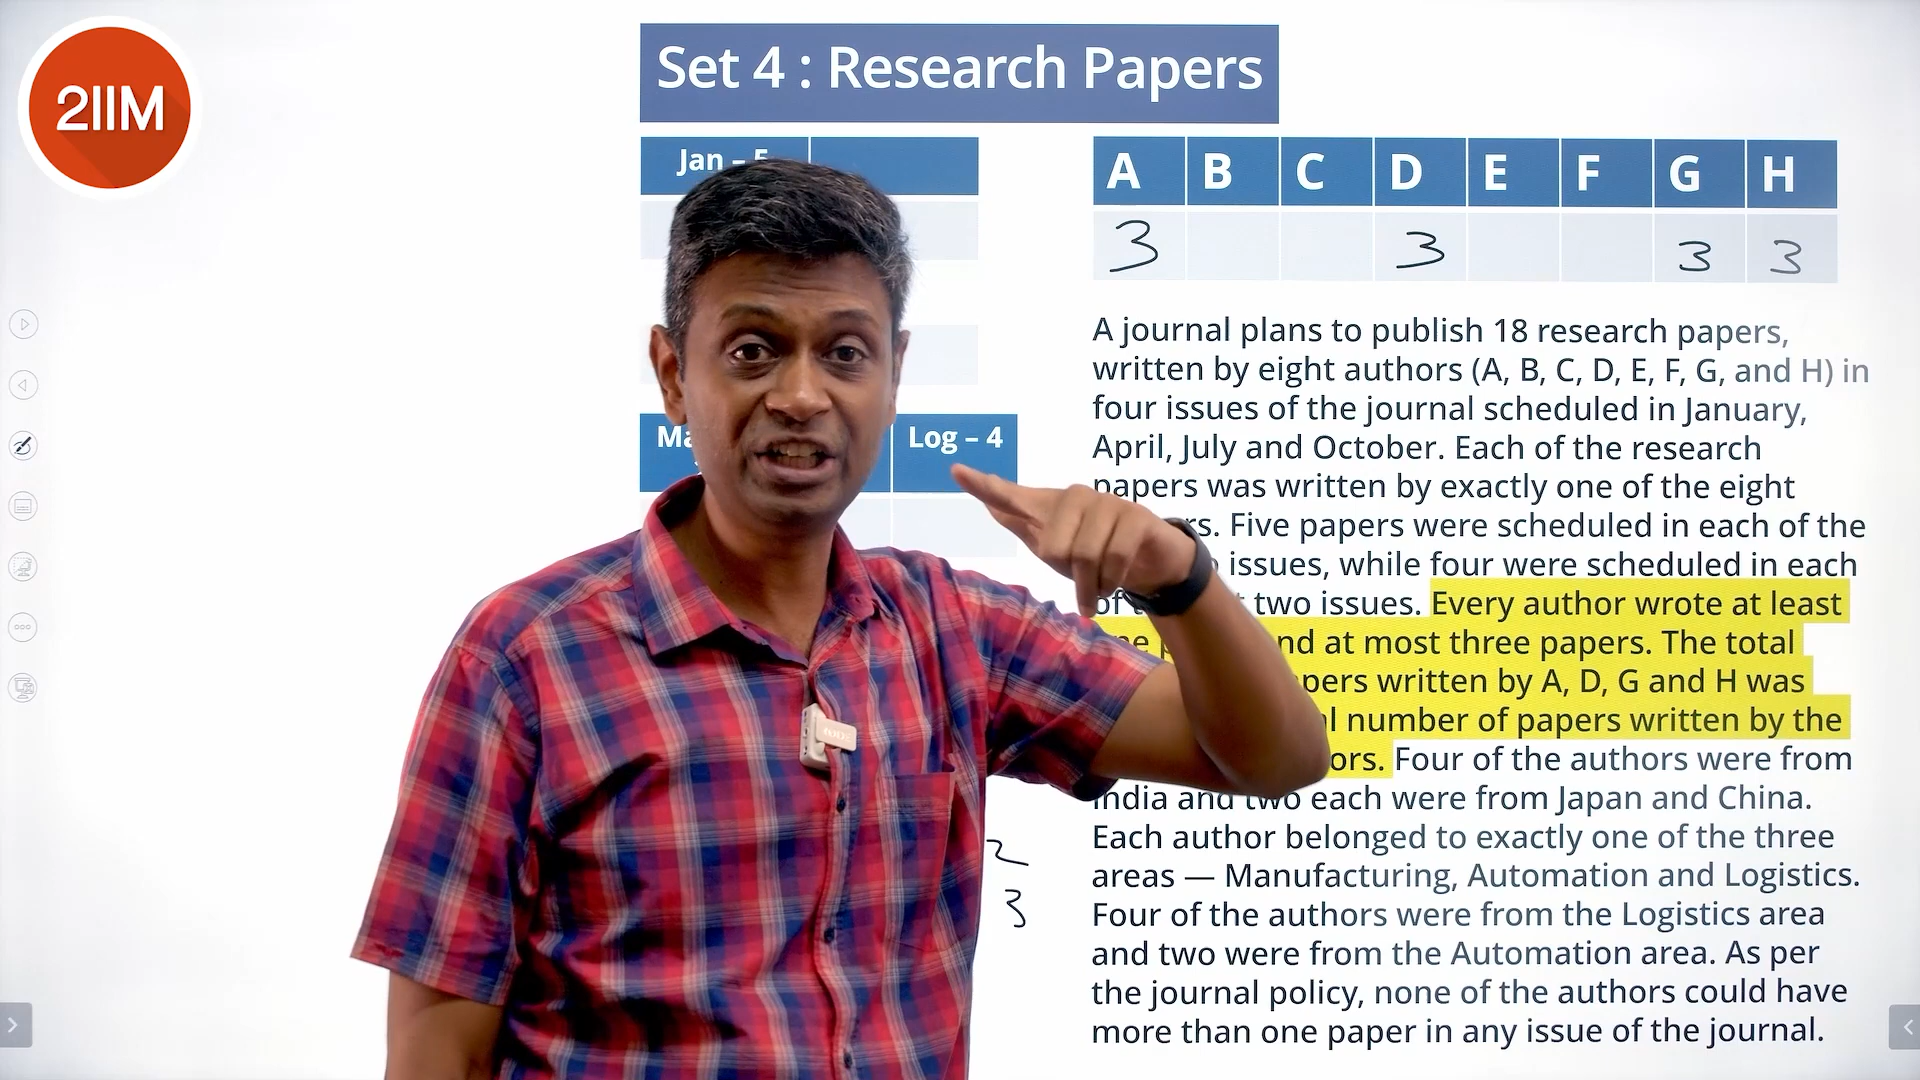 2IIM
Set 4 : Research Papers
Jan – 5
Log – 4
A B C D E F G H
3 3 3 3
A journal plans to publish 18 research papers,
written by eight authors (A, B, C, D, E, F, G, and H) in
four issues of the journal scheduled in January,
April, July and October. Each of the research
papers was written by exactly one of the eight
Five papers were scheduled in each of the
issues, while four were scheduled in each
two issues. Every author wrote at least
at most three papers. The total
written by A, D, G and H was
number of papers written by the
Four of the authors were from
India and two each were from Japan and China.
Each author belonged to exactly one of the three
areas — Manufacturing, Automation and Logistics.
Four of the authors were from the Logistics area
and two were from the Automation area. As per
the journal policy, none of the authors could have
more than one paper in any issue of the journal.
2
3